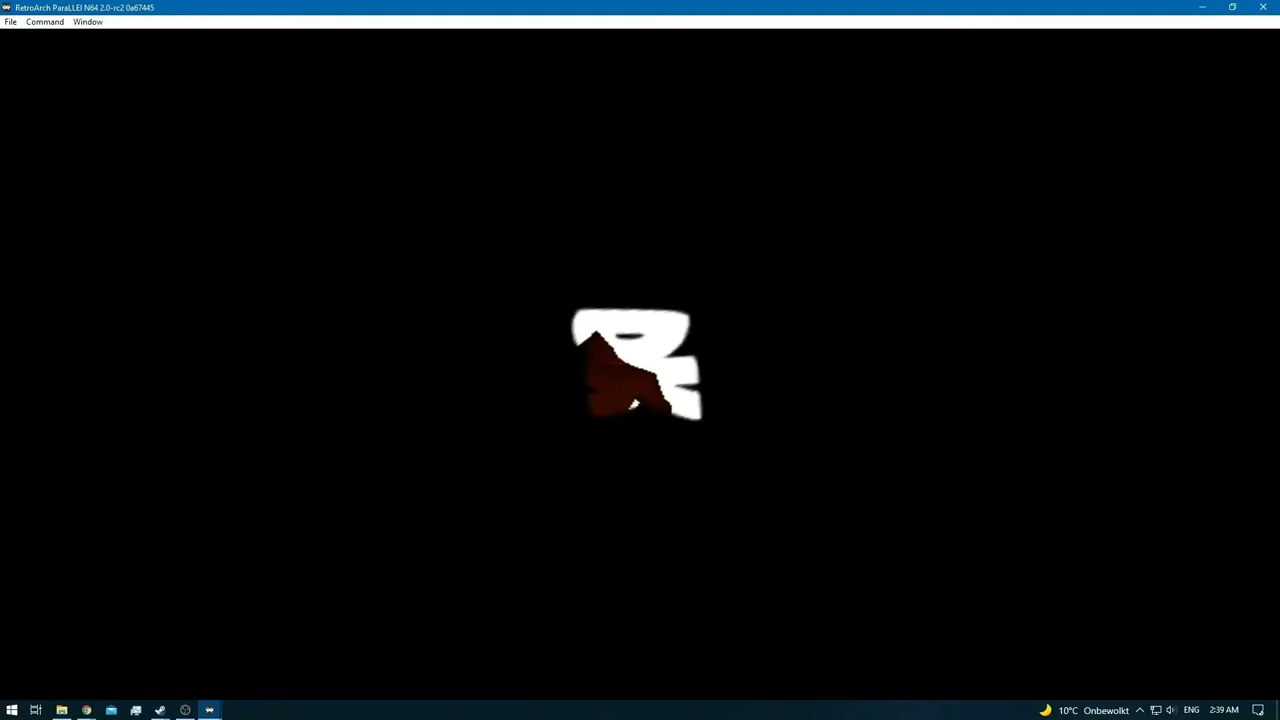 RetroArch ParaLLEl N64 2.0-rc2 0a67445
File Command Window
R
10°C Onbewolkt ENG 2:39 AM